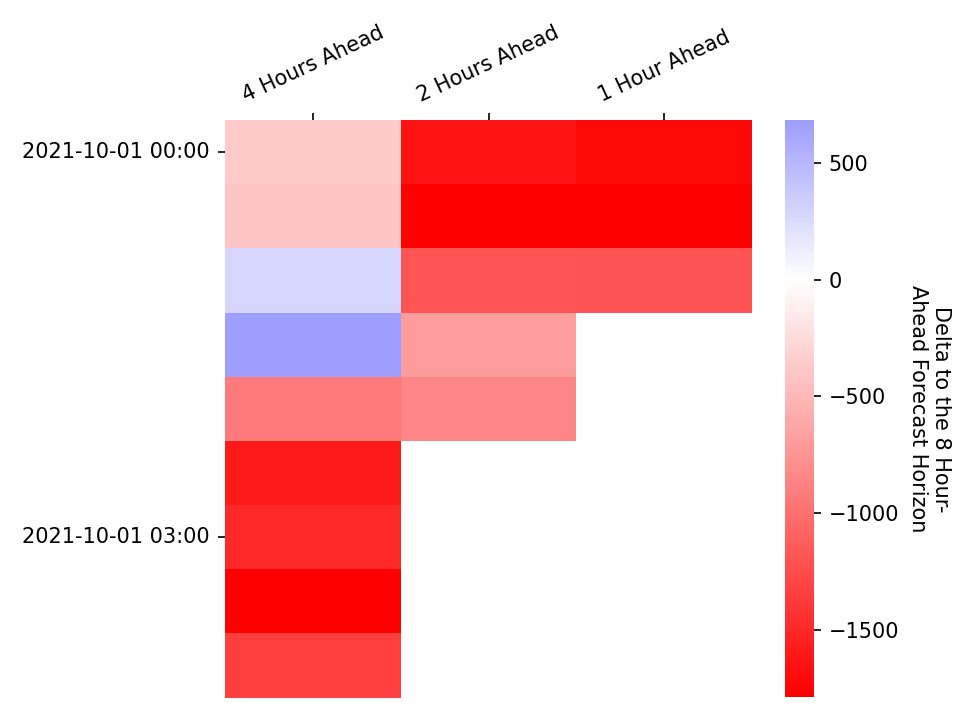 4 Hours Ahead
2 Hours Ahead
1 Hour Ahead
2021-10-01 00:00
2021-10-01 03:00
500
0
−500
−1000
−1500
Delta to the 8 Hour-
Ahead Forecast Horizon